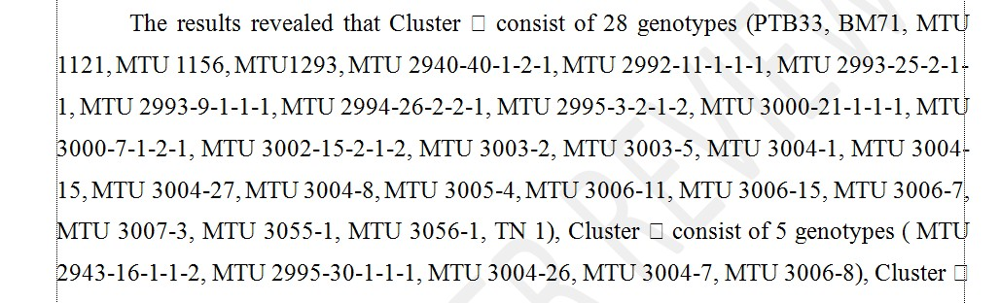 The results revealed that Cluster □ consist of 28 genotypes (PTB33, BM71, MTU
1121, MTU 1156, MTU1293, MTU 2940-40-1-2-1, MTU 2992-11-1-1-1, MTU 2993-25-2-1-
1, MTU 2993-9-1-1-1, MTU 2994-26-2-2-1, MTU 2995-3-2-1-2, MTU 3000-21-1-1-1, MTU
3000-7-1-2-1, MTU 3002-15-2-1-2, MTU 3003-2, MTU 3003-5, MTU 3004-1, MTU 3004-
15, MTU 3004-27, MTU 3004-8, MTU 3005-4, MTU 3006-11, MTU 3006-15, MTU 3006-7,
MTU 3007-3, MTU 3055-1, MTU 3056-1, TN 1), Cluster □ consist of 5 genotypes ( MTU
2943-16-1-1-2, MTU 2995-30-1-1-1, MTU 3004-26, MTU 3004-7, MTU 3006-8), Cluster □
ER REVIEW